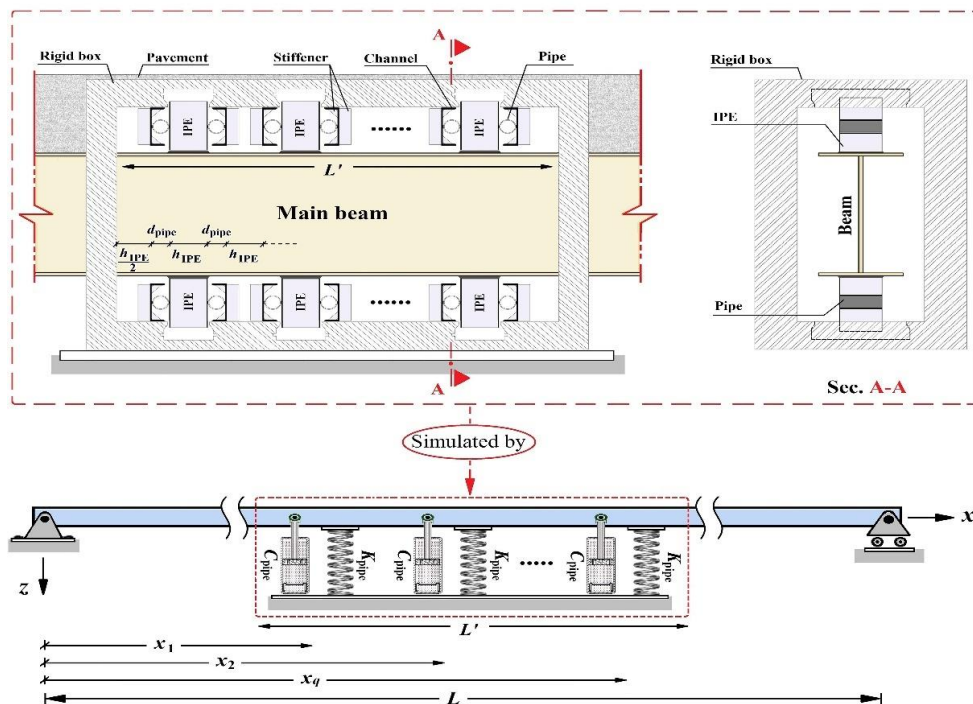 A
Rigid box
Pavement
Stiffener
Channel
Pipe
IPE
IPE
IPE
L'
Main beam
d_pipe
d_pipe
h_IPE/2
h_IPE
h_IPE
IPE
IPE
IPE
A
Rigid box
IPE
Beam
Pipe
Sec. A-A
Simulated by
x
z
C_pipe
K_pipe
C_pipe
K_pipe
C_pipe
K_pipe
L'
x_1
x_2
x_q
L